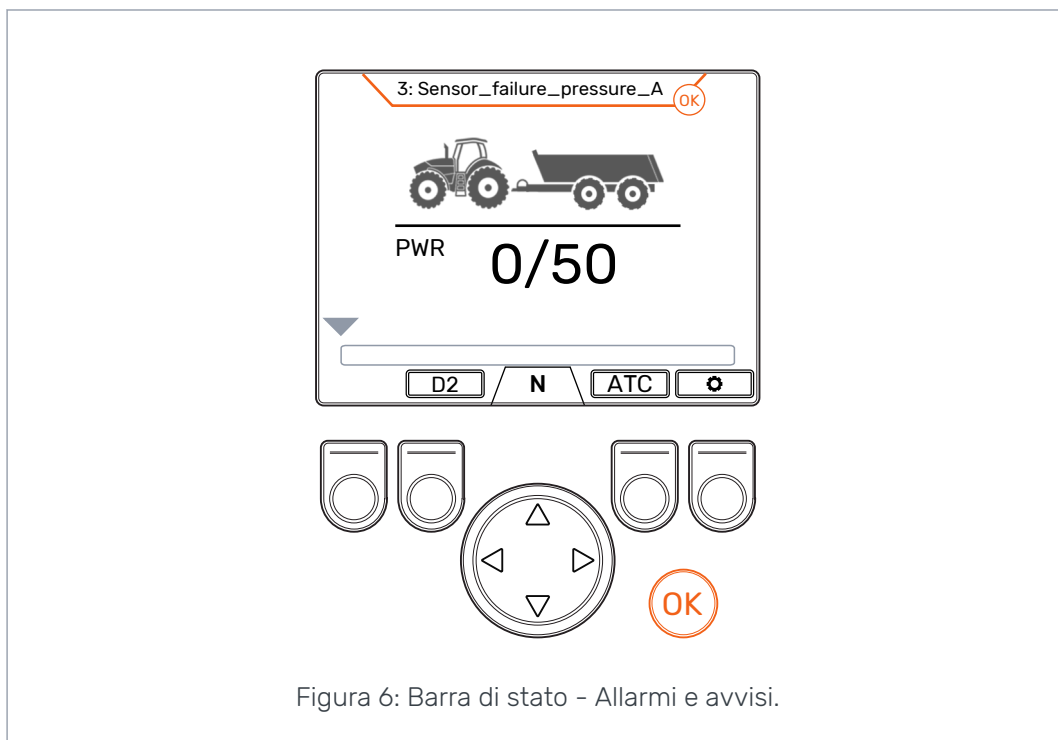 3: Sensor_failure_pressure_A
OK
PWR
0/50
D2
N
ATC
OK
Figura 6: Barra di stato - Allarmi e avvisi.